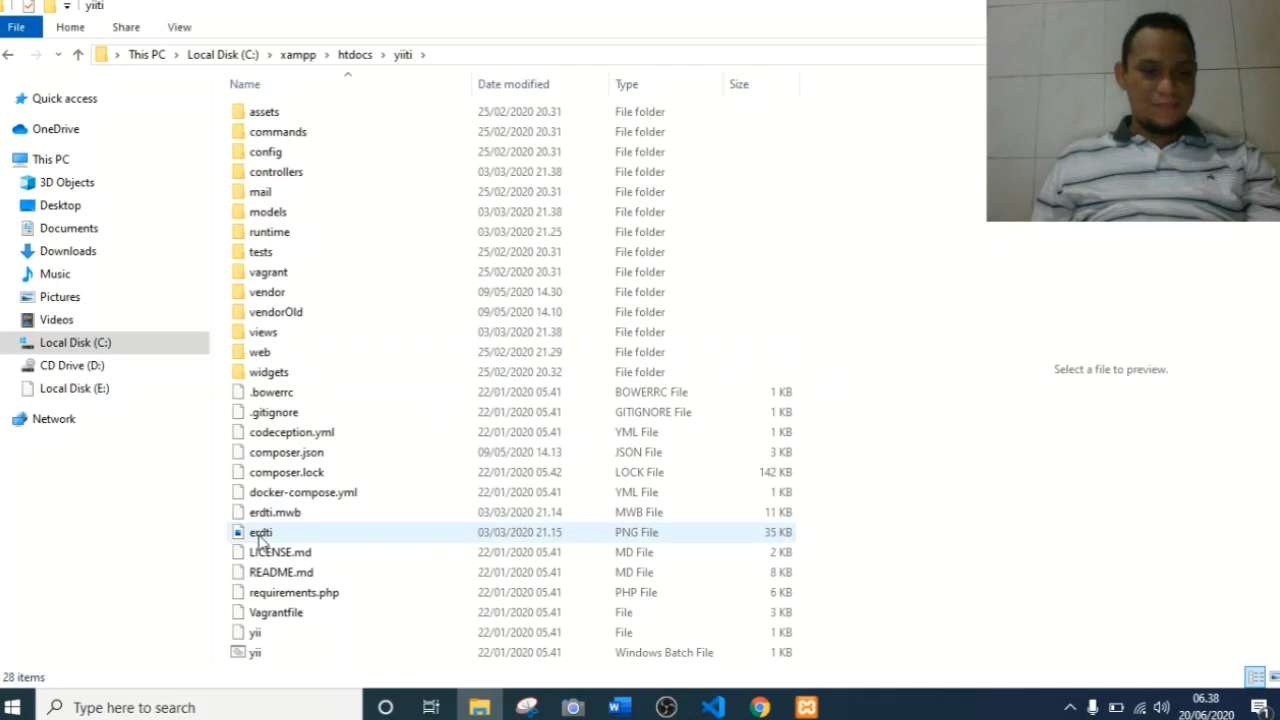 yiiti
File Home Share View
This PC Local Disk (C:) xampp htdocs yiiti
Name Date modified Type Size
Quick access
OneDrive
This PC
3D Objects
Desktop
Documents
Downloads
Music
Pictures
Videos
Local Disk (C:)
CD Drive (D:)
Local Disk (E:)
Network
assets 25/02/2020 20.31 File folder
commands 25/02/2020 20.31 File folder
config 25/02/2020 20.31 File folder
controllers 03/03/2020 21.38 File folder
mail 25/02/2020 20.31 File folder
models 03/03/2020 21.38 File folder
runtime 03/03/2020 21.25 File folder
tests 25/02/2020 20.31 File folder
vagrant 25/02/2020 20.31 File folder
vendor 09/05/2020 14.30 File folder
vendorOld 09/05/2020 14.10 File folder
views 03/03/2020 21.38 File folder
web 25/02/2020 21.29 File folder
widgets 25/02/2020 20.32 File folder
.bowerrc 22/01/2020 05.41 BOWERRC File 1 KB
.gitignore 22/01/2020 05.41 GITIGNORE File 1 KB
codeception.yml 22/01/2020 05.41 YML File 1 KB
composer.json 09/05/2020 14.13 JSON File 3 KB
composer.lock 22/01/2020 05.42 LOCK File 142 KB
docker-compose.yml 22/01/2020 05.41 YML File 1 KB
erdti.mwb 03/03/2020 21.14 MWB File 11 KB
erdti 03/03/2020 21.15 PNG File 35 KB
LICENSE.md 22/01/2020 05.41 MD File 2 KB
README.md 22/01/2020 05.41 MD File 8 KB
requirements.php 22/01/2020 05.41 PHP File 6 KB
Vagrantfile 22/01/2020 05.41 File 3 KB
yii 22/01/2020 05.41 File 1 KB
yii 22/01/2020 05.41 Windows Batch File 1 KB
Select a file to preview.
28 items
Type here to search
06.38
20/06/2020